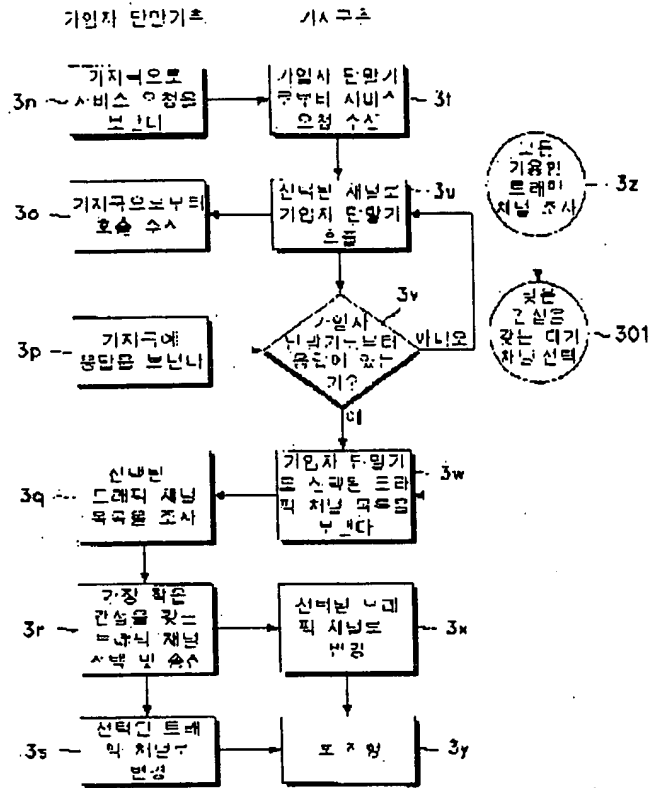 가입자 단말기측
기지국측
기지국으로
서비스 요청을
보낸다
3n
가입자 단말기
로부터 서비스
요청 수신
3t
모든
가용한
트래픽
채널 조사
3z
기지국으로부터
호출 수신
3o
선택된 채널로
가입자 단말기
호출
3u
낮은
간섭을
갖는 대기
채널 선택
301
기지국에
응답을 보낸다
3p
가입자
단말기로부터
응답이 있는
가?
3v
아니오
예
선택된
트래픽 채널
목록을 조사
3q
가입자 단말기
로 선택된 트래
픽 채널 목록을
보낸다
3w
가장 작은
간섭을 갖는
트래픽 채널
선택 및 송신
3r
선택된 트래
픽 채널로
변경
3x
선택된 트래
픽 채널로
변경
3s
3y